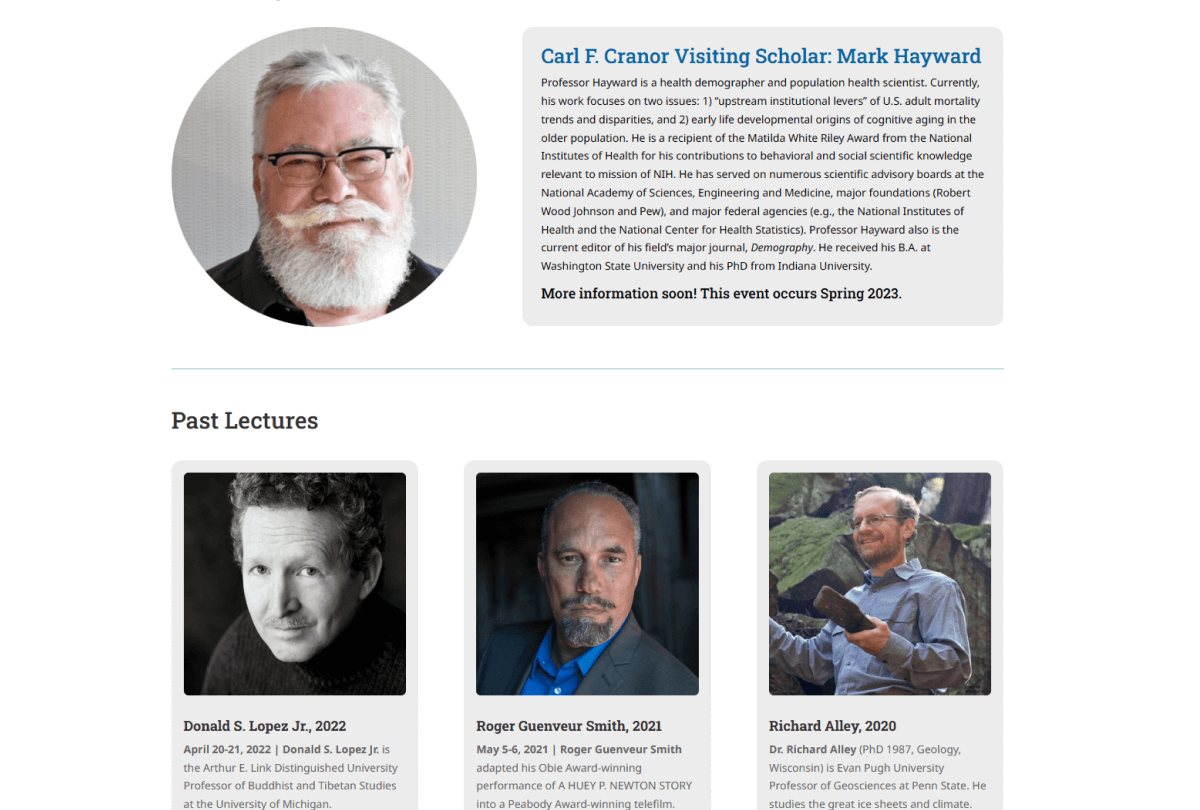 Carl F. Cranor Visiting Scholar: Mark Hayward
Professor Hayward is a health demographer and population health scientist. Currently,
his work focuses on two issues: 1) “upstream institutional levers” of U.S. adult mortality
trends and disparities, and 2) early life developmental origins of cognitive aging in the
older population. He is a recipient of the Matilda White Riley Award from the National
Institutes of Health for his contributions to behavioral and social scientific knowledge
relevant to mission of NIH. He has served on numerous scientific advisory boards at the
National Academy of Sciences, Engineering and Medicine, major foundations (Robert
Wood Johnson and Pew), and major federal agencies (e.g., the National Institutes of
Health and the National Center for Health Statistics). Professor Hayward also is the
current editor of his field’s major journal, Demography. He received his B.A. at
Washington State University and his PhD from Indiana University.
More information soon! This event occurs Spring 2023.
Past Lectures
Donald S. Lopez Jr., 2022
April 20-21, 2022 | Donald S. Lopez Jr. is
the Arthur E. Link Distinguished University
Professor of Buddhist and Tibetan Studies
at the University of Michigan.
Roger Guenveur Smith, 2021
May 5-6, 2021 | Roger Guenveur Smith
adapted his Obie Award-winning
performance of A HUEY P. NEWTON STORY
into a Peabody Award-winning telefilm.
Richard Alley, 2020
Dr. Richard Alley (PhD 1987, Geology,
Wisconsin) is Evan Pugh University
Professor of Geosciences at Penn State. He
studies the great ice sheets and climate.